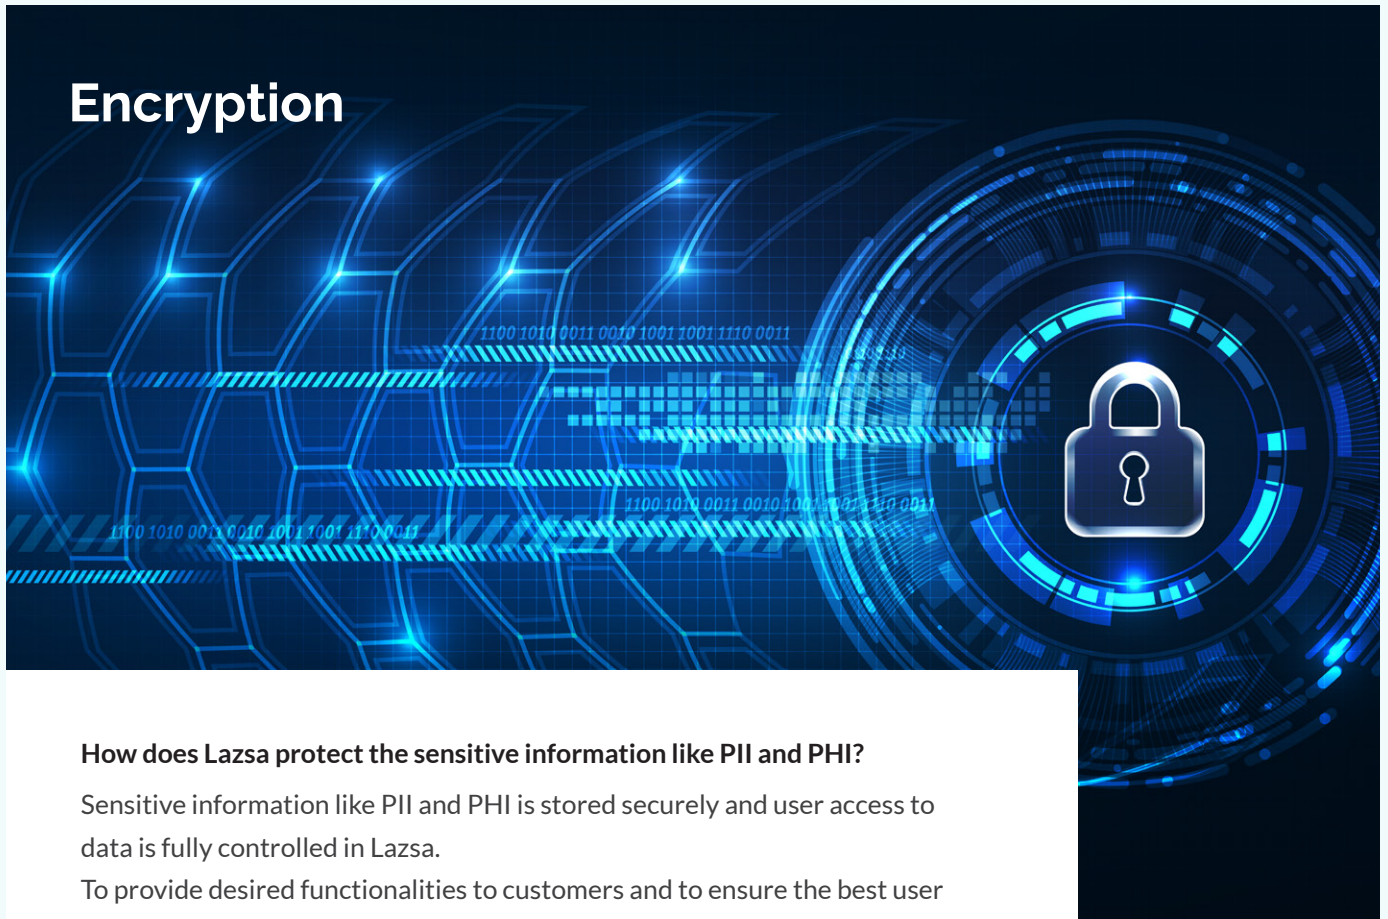 Encryption
1100 1010 0011 0010 1001 1001 1110 0011
1100 1010 0011 0010 1001 1001 1110 0011
1100 1010 0011 0010 1001 1001 1110 0011
How does Lazsa protect the sensitive information like PII and PHI?
Sensitive information like PII and PHI is stored securely and user access to
data is fully controlled in Lazsa.
To provide desired functionalities to customers and to ensure the best user